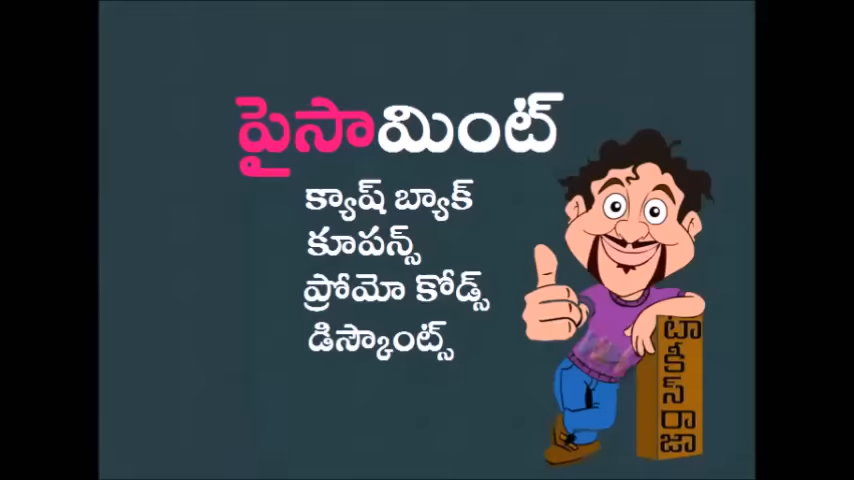 పైసామింట్
క్యాష్ బ్యాక్
కూపన్స్
ప్రోమో కోడ్స్
డిస్కౌంట్స్
టాకీస్ రాజా